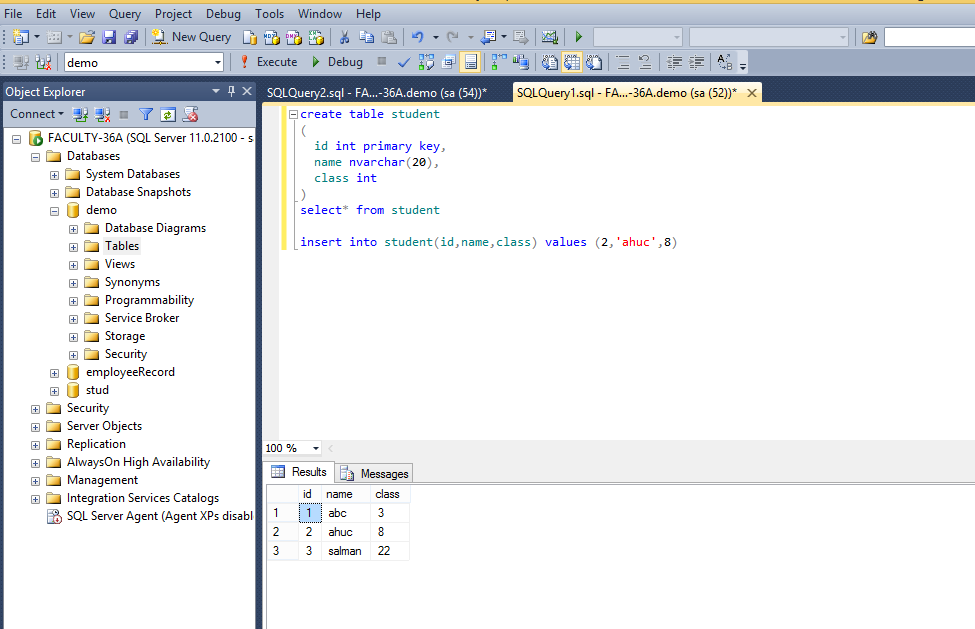 File Edit View Query Project Debug Tools Window Help
New Query
demo Execute Debug
Object Explorer
Connect
FACULTY-36A (SQL Server 11.0.2100 - s
Databases
System Databases
Database Snapshots
demo
Database Diagrams
Tables
Views
Synonyms
Programmability
Service Broker
Storage
Security
employeeRecord
stud
Security
Server Objects
Replication
AlwaysOn High Availability
Management
Integration Services Catalogs
SQL Server Agent (Agent XPs disabl
SQLQuery2.sql - FA...-36A.demo (sa (54))* SQLQuery1.sql - FA...-36A.demo (sa (52))*
create table student
(
id int primary key,
name nvarchar(20),
class int
)
select* from student
insert into student(id,name,class) values (2,'ahuc',8)
100 %
Results Messages
id name class
1 1 abc 3
2 2 ahuc 8
3 3 salman 22